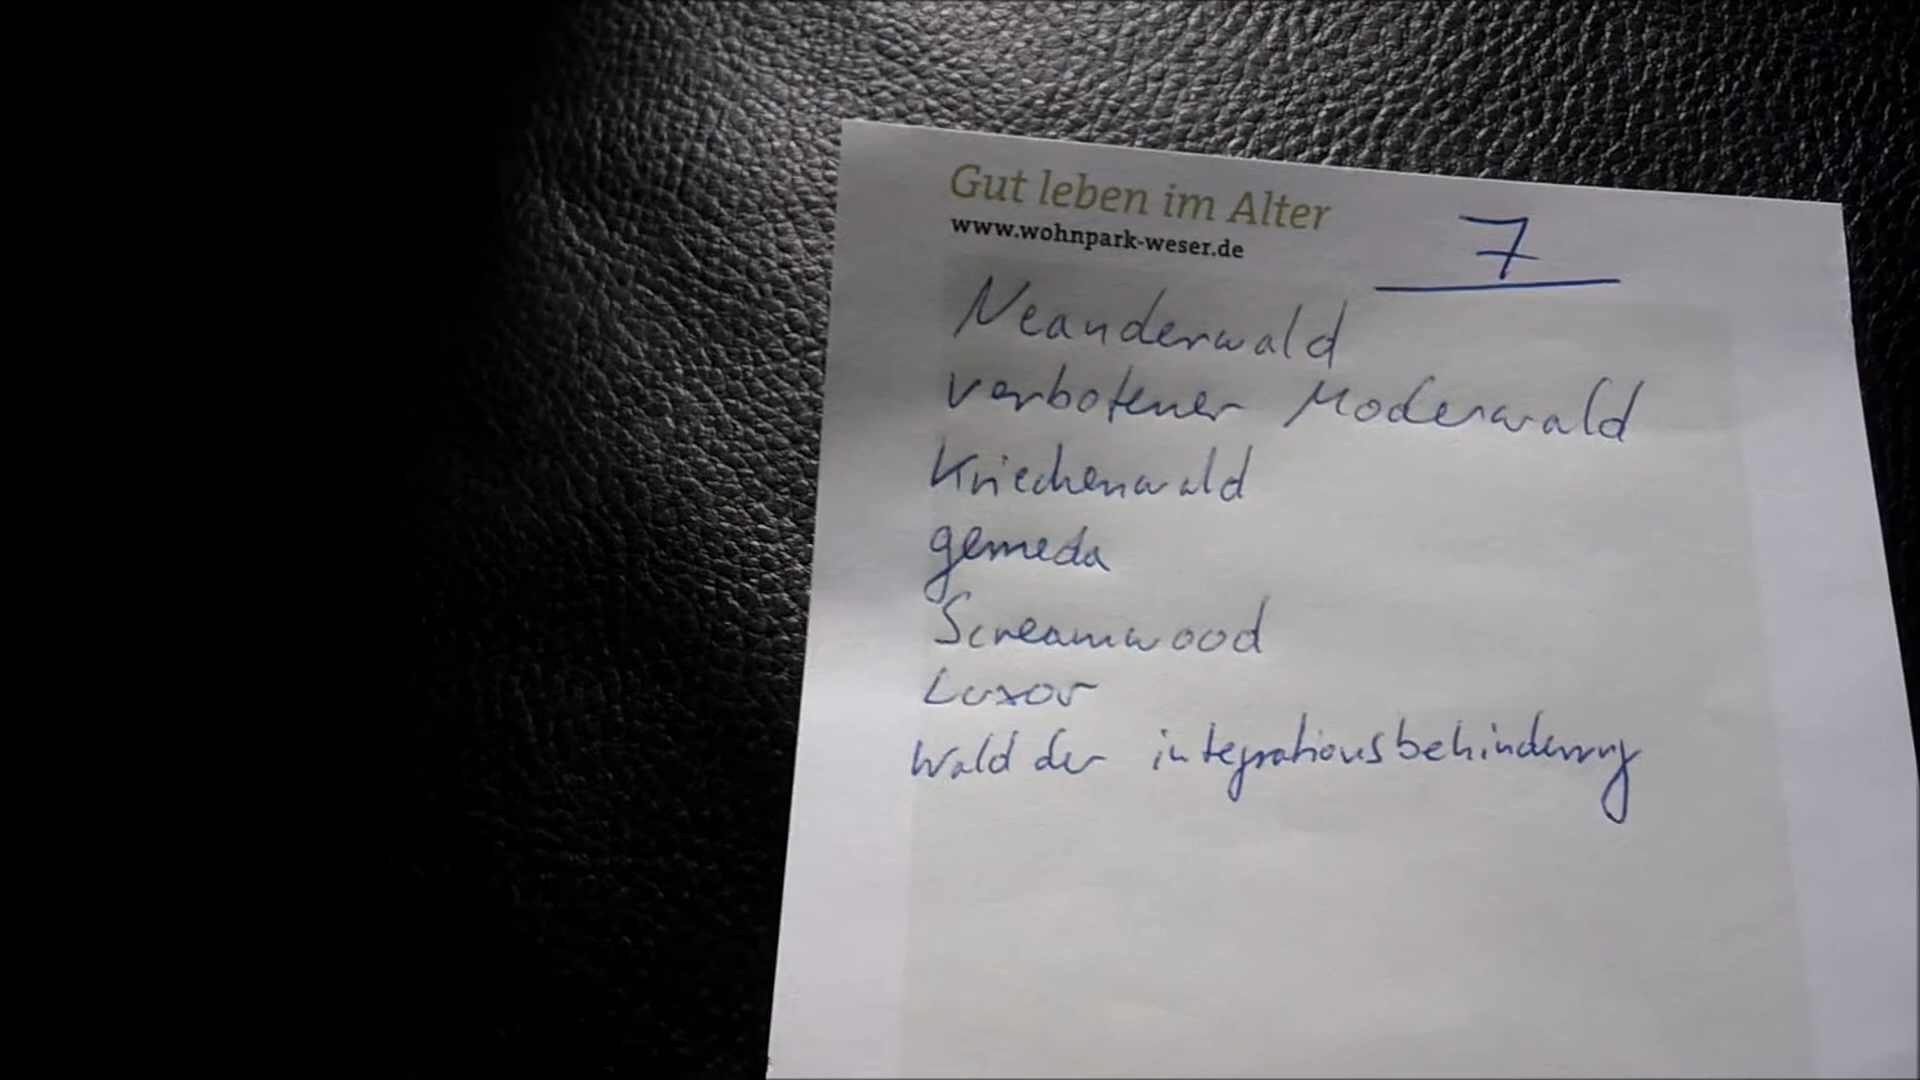 Gut leben im Alter
www.wohnpark-weser.de
7
Neanderwald
verbotener Moderwald
Kriechenwald
gemeda
Screamwood
Luxor
Wald der integrationsbehinderung